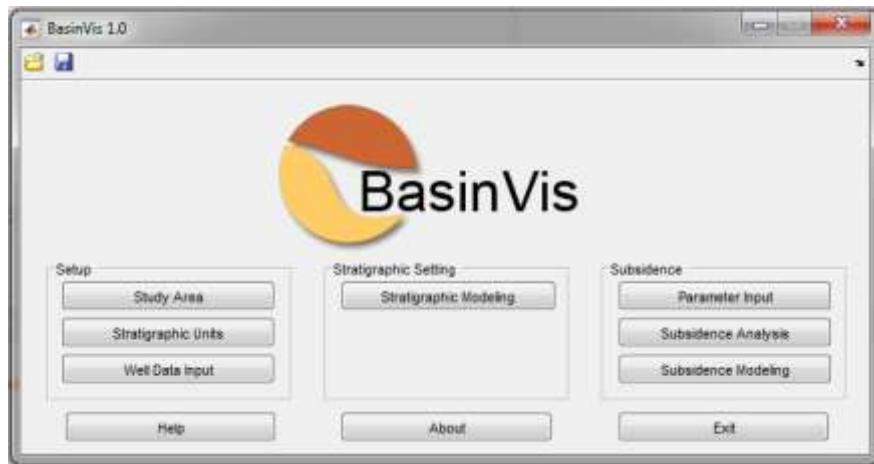 BasinVis 1.0
BasinVis
Setup
Study Area
Stratigraphic Units
Well Data Input
Stratigraphic Setting
Stratigraphic Modeling
Subsidence
Parameter Input
Subsidence Analysis
Subsidence Modeling
Help
About
Exit